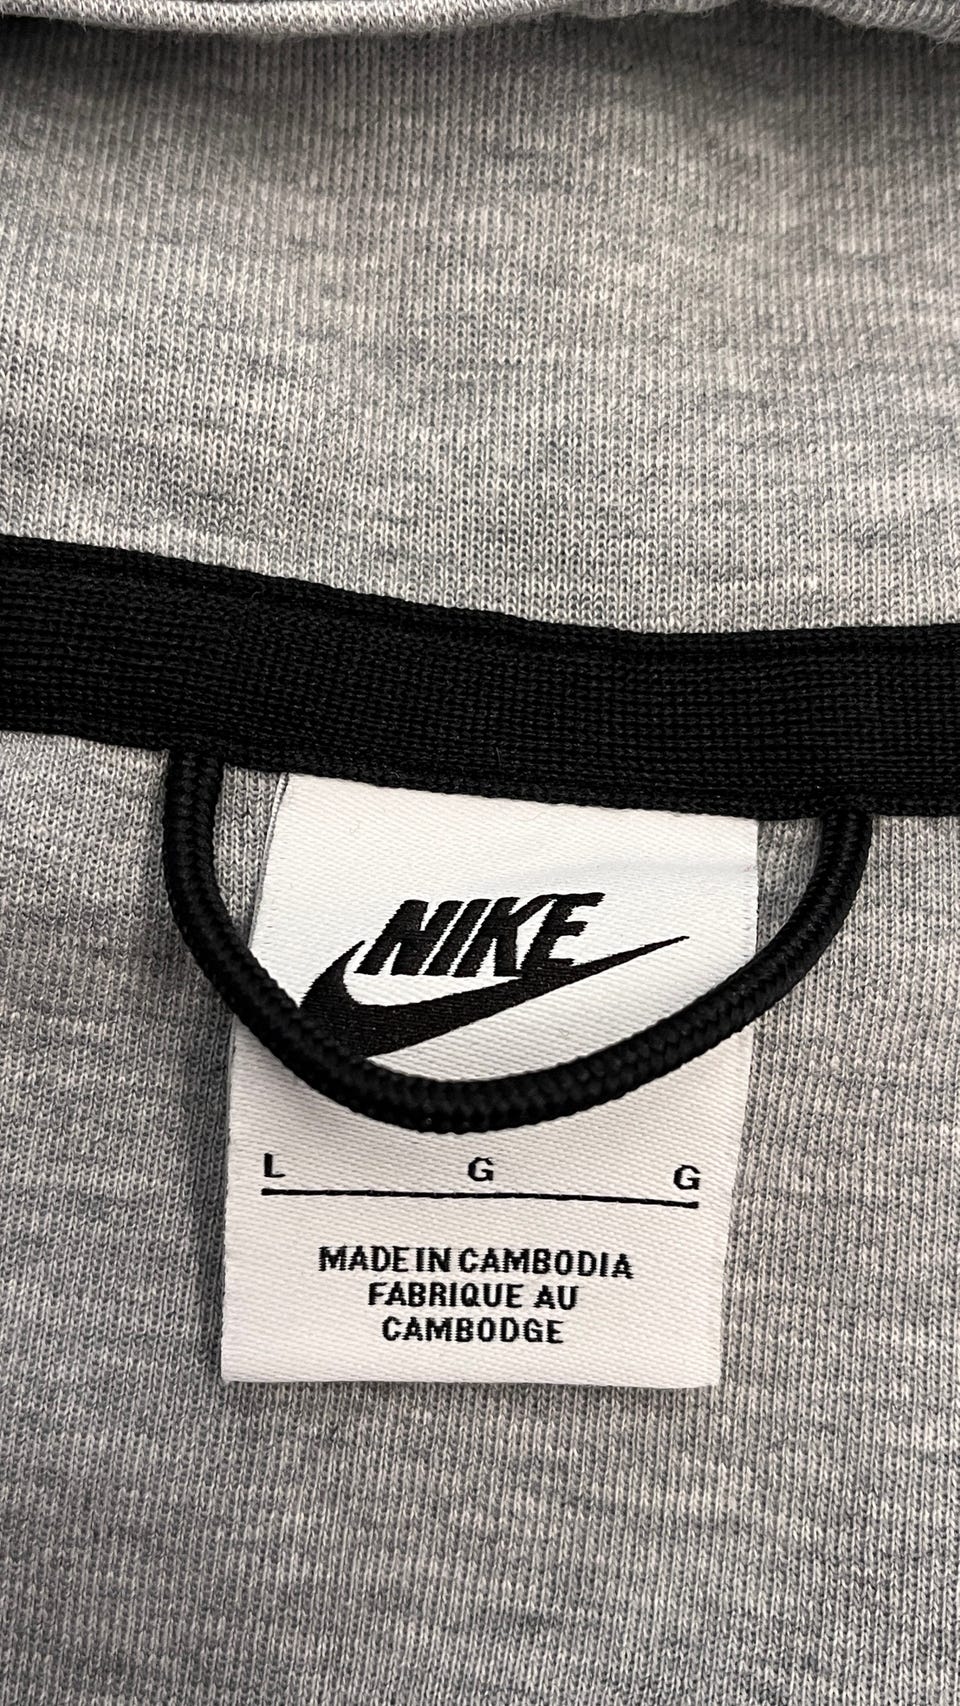 NIKE
L G G
MADE IN CAMBODIA
FABRIQUE AU
CAMBODGE